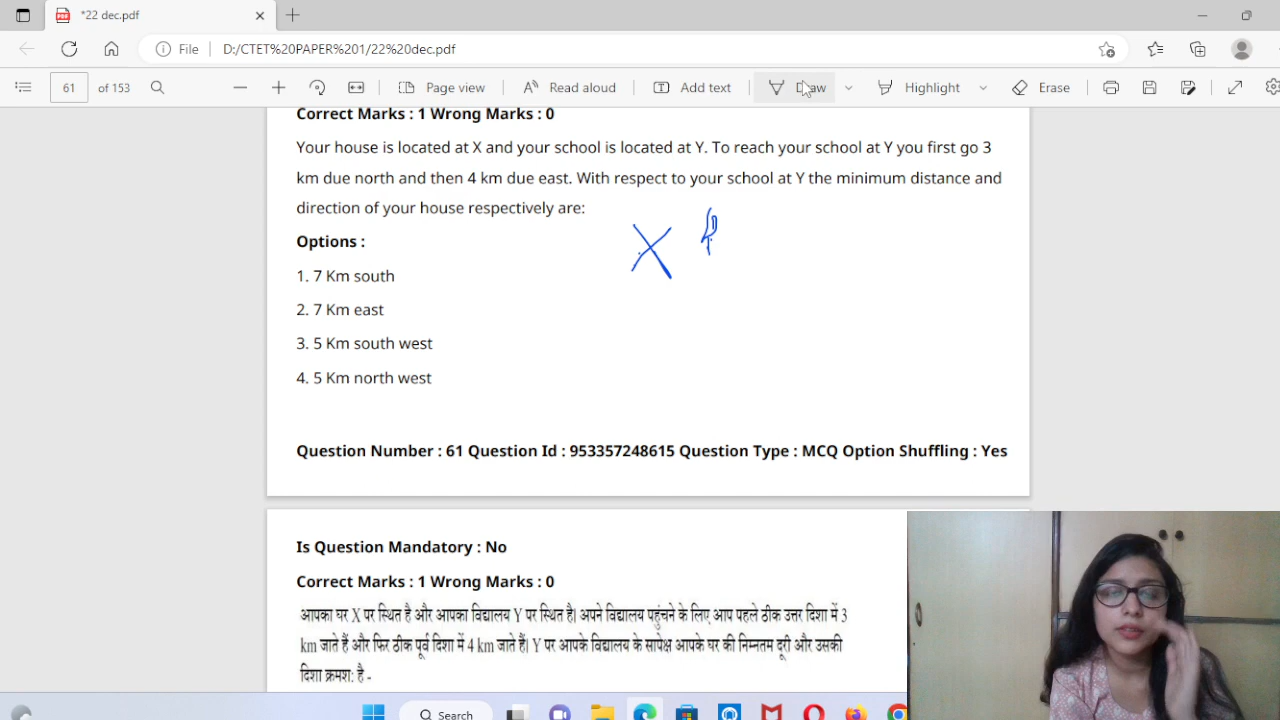 *22 dec.pdf
File
D:/CTET%20PAPER%201/22%20dec.pdf
61 of 153
Page view
Read aloud
Add text
Draw
Highlight
Erase
Correct Marks : 1 Wrong Marks : 0
Your house is located at X and your school is located at Y. To reach your school at Y you first go 3
km due north and then 4 km due east. With respect to your school at Y the minimum distance and
direction of your house respectively are:
X
Options :
1. 7 Km south
2. 7 Km east
3. 5 Km south west
4. 5 Km north west
Question Number : 61 Question Id : 953357248615 Question Type : MCQ Option Shuffling : Yes
Is Question Mandatory : No
Correct Marks : 1 Wrong Marks : 0
आपका घर X पर स्थित है और आपका विद्यालय Y पर स्थित है। अपने विद्यालय पहुंचने के लिए आप पहले ठीक उत्तर दिशा में 3
km जाते हैं और फिर ठीक पूर्व दिशा में 4 km जाते हैं। Y पर आपके विद्यालय के सापेक्ष आपके घर की निम्नतम दूरी और उसकी
दिशा क्रमश: है -
Search